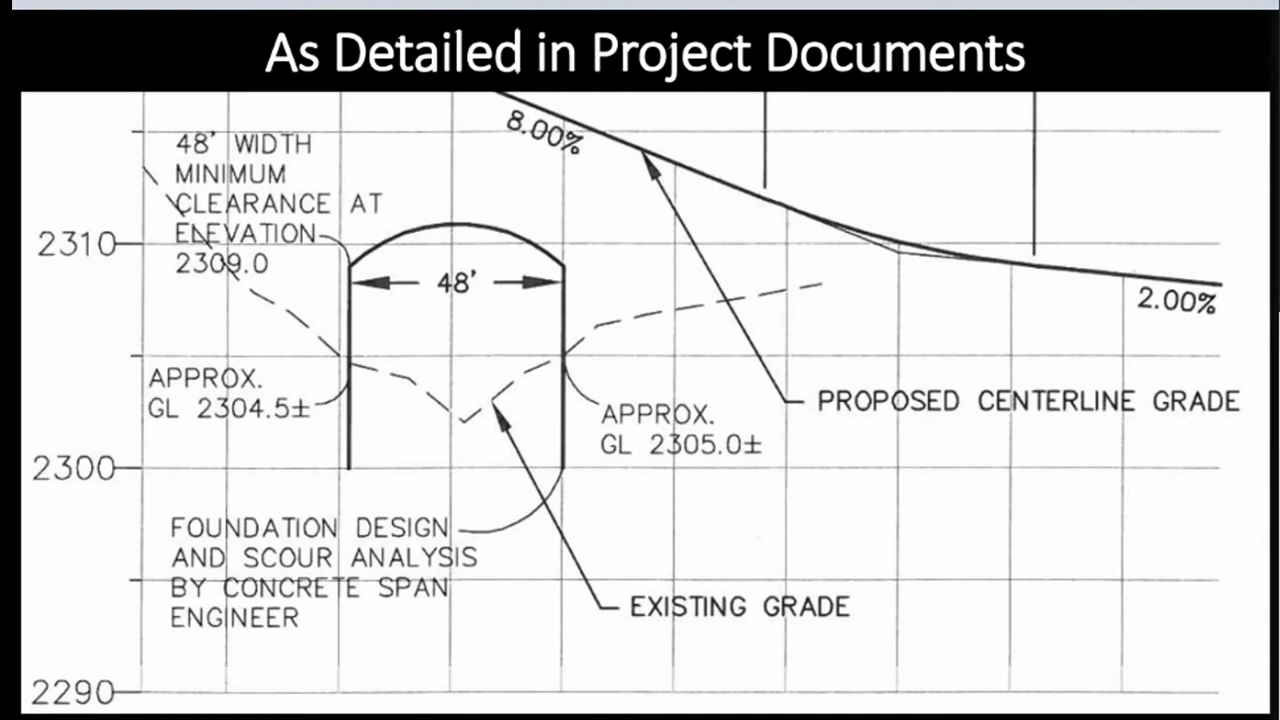 As Detailed in Project Documents
8.00%
48' WIDTH
MINIMUM
CLEARANCE AT
ELEVATION
2309.0
2310
48'
2.00%
APPROX.
GL 2304.5±
APPROX.
GL 2305.0±
PROPOSED CENTERLINE GRADE
2300
FOUNDATION DESIGN
AND SCOUR ANALYSIS
BY CONCRETE SPAN
ENGINEER
EXISTING GRADE
2290